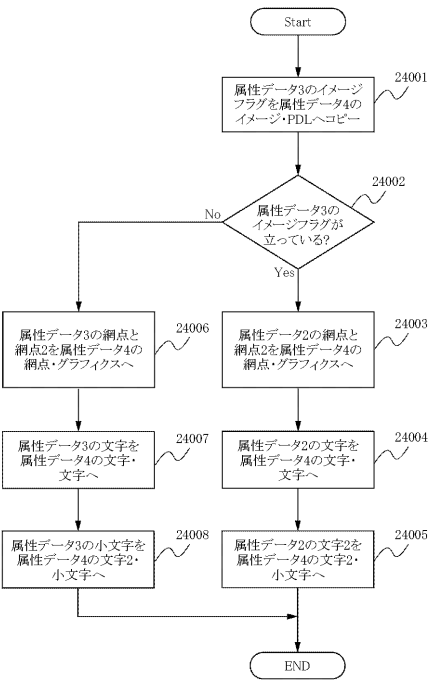 Start
属性データ3のイメージ
フラグを属性データ4の
イメージ・PDLへコピー
24001
属性データ3の
イメージフラグが
立っている?
24002
No
Yes
属性データ3の網点と
網点2を属性データ4の
網点・グラフィクスへ
24006
属性データ2の網点と
網点2を属性データ4の
網点・グラフィクスへ
24003
属性データ3の文字を
属性データ4の文字・
文字へ
24007
属性データ2の文字を
属性データ4の文字・
文字へ
24004
属性データ3の小文字を
属性データ4の文字2・
小文字へ
24008
属性データ2の文字2を
属性データ4の文字2・
小文字へ
24005
END